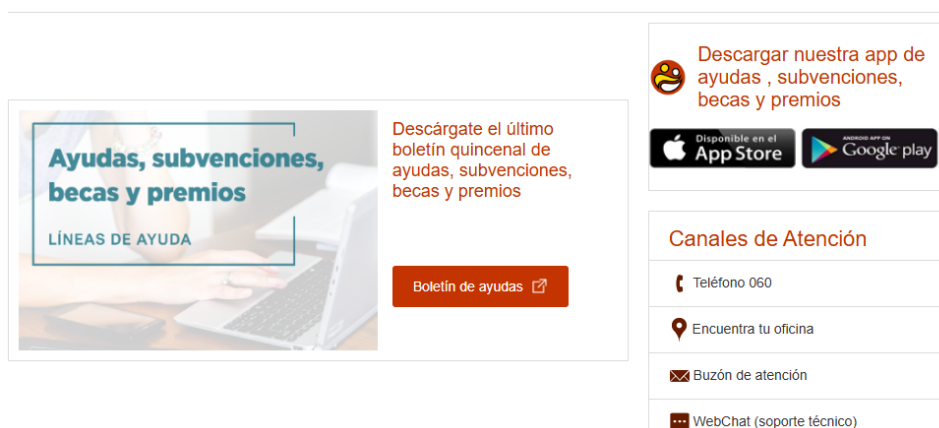 Ayudas, subvenciones,
becas y premios
LÍNEAS DE AYUDA
Descárgate el último
boletín quincenal de
ayudas, subvenciones,
becas y premios
Boletín de ayudas
Descargar nuestra app de
ayudas , subvenciones,
becas y premios
Disponible en el
App Store
ANDROID APP ON
Google play
Canales de Atención
Teléfono 060
Encuentra tu oficina
Buzón de atención
WebChat (soporte técnico)